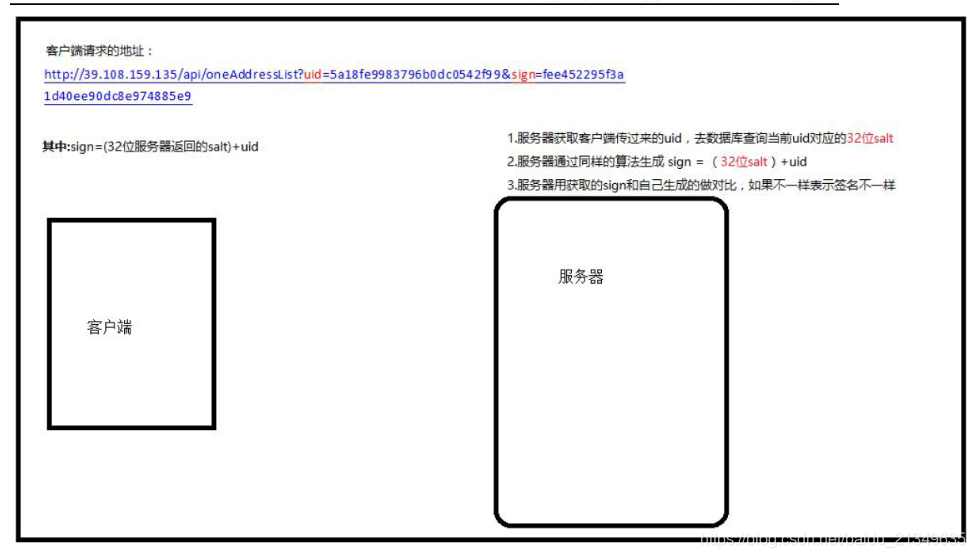 客户端请求的地址：
http://39.108.159.135/api/oneAddressList?uid=5a18fe9983796b0dc0542f99&sign=fee452295f3a
1d40ee90dc8e974885e9
其中:sign=(32位服务器返回的salt)+uid
1.服务器获取客户端传过来的uid，去数据库查询当前uid对应的32位salt
2.服务器通过同样的算法生成 sign = （32位salt）+uid
3.服务器用获取的sign和自己生成的做对比，如果不一样表示签名不一样
客户端
服务器
https://blog.csdn.net/baidu_21349635